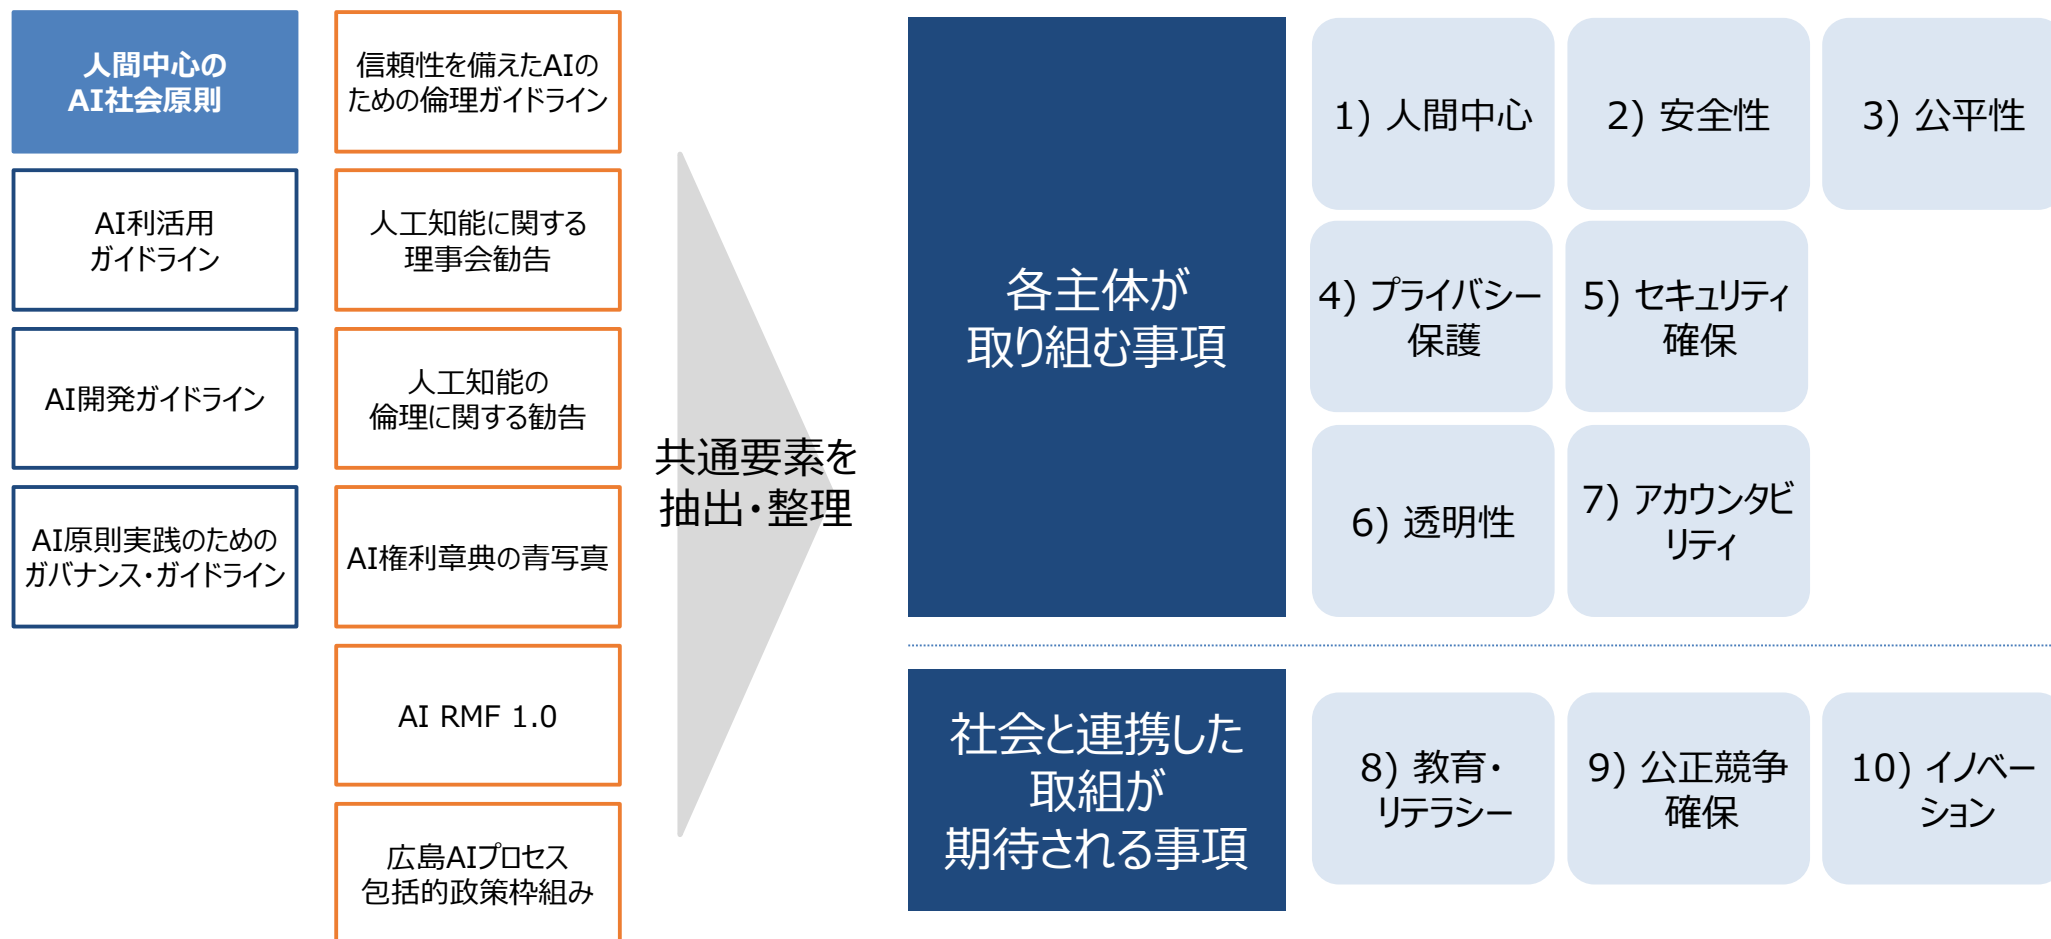 人間中心の
AI社会原則
AI利活用
ガイドライン
AI開発ガイドライン
AI原則実践のための
ガバナンス・ガイドライン
信頼性を備えたAIの
ための倫理ガイドライン
人工知能に関する
理事会勧告
人工知能の
倫理に関する勧告
AI権利章典の青写真
AI RMF 1.0
広島AIプロセス
包括的政策枠組み
共通要素を
抽出・整理
各主体が
取り組む事項
1) 人間中心
2) 安全性
3) 公平性
4) プライバシー
保護
5) セキュリティ
確保
6) 透明性
7) アカウンタビ
リティ
社会と連携した
取組が
期待される事項
8) 教育・
リテラシー
9) 公正競争
確保
10) イノベー
ション